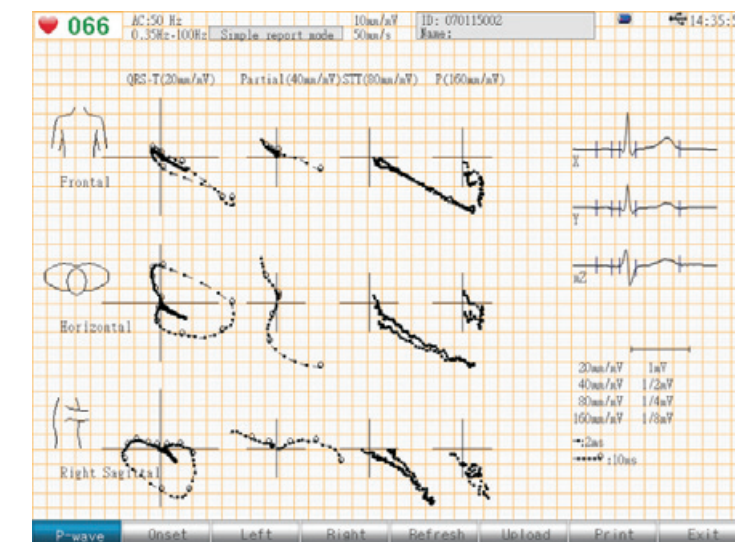 066
AC:50 Hz
0.35Hz-100Hz
Simple report mode
10mm/mV
50mm/s
ID: 070115002
Name:
14:35:5
QRS-T(20mm/mV) Partial(40mm/mV)STT(80mm/mV) P(160mm/mV)
Frontal
X
Y
Horizontal
mZ
20mm/mV 1mV
40mm/mV 1/2mV
80mm/mV 1/4mV
160mm/mV 1/8mV
:2ms
:10ms
Right Sagittal
P-wave Onset Left Right Refresh Upload Print Exit